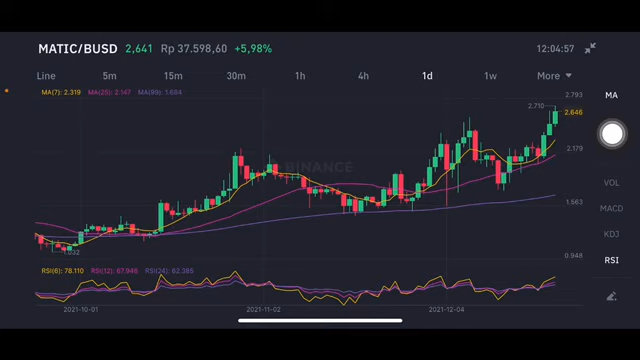 MATIC/BUSD 2,641 Rp 37.598,60 +5,98% 12:04:57
Line 5m 15m 30m 1h 4h 1d 1w More
MA(7): 2.319 MA(25): 2.147 MA(99): 1.684
2.793
MA
2.710
2.646
2.179
BINANCE
VOL
1.563
MACD
KDJ
1.032
0.948
RSI
RSI(6): 78.110 RSI(12): 67.946 RSI(24): 62.385
2021-10-01 2021-11-02 2021-12-04